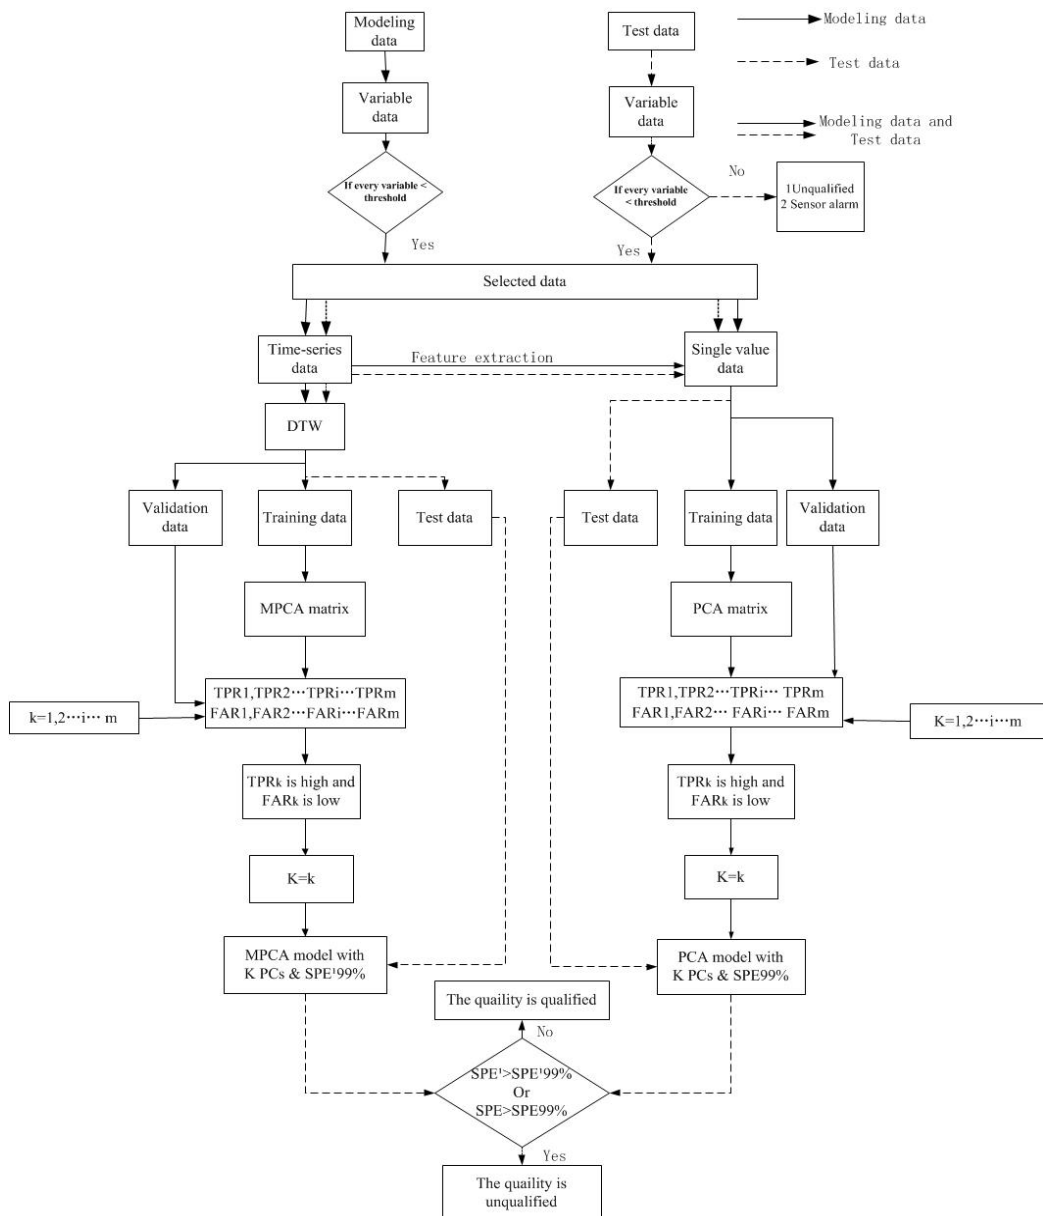 Modeling
data
Test data
Modeling data
Test data
Variable
data
Variable
data
Modeling data and
Test data
If every variable <
threshold
If every variable
< threshold
No
1Unqualified
2 Sensor alarm
Yes
Yes
Selected data
Time-series
data
Feature extraction
Single value
data
DTW
Validation
data
Training data
Test data
Test data
Training data
Validation
data
MPCA matrix
PCA matrix
TPR1,TPR2⋯TPRi⋯TPRm
FAR1,FAR2⋯FARi⋯FARm
TPR1,TPR2⋯TPRi⋯ TPRm
FAR1,FAR2⋯ FARi⋯ FARm
k=1,2⋯i⋯ m
K=1,2⋯i⋯m
TPRk is high and
FARk is low
TPRk is high and
FARk is low
K=k
K=k
MPCA model with
K PCs & SPE¹99%
PCA model with
K PCs & SPE99%
The quaility is qualified
No
SPE¹>SPE¹99%
Or
SPE>SPE99%
Yes
The quaility is
unqualified